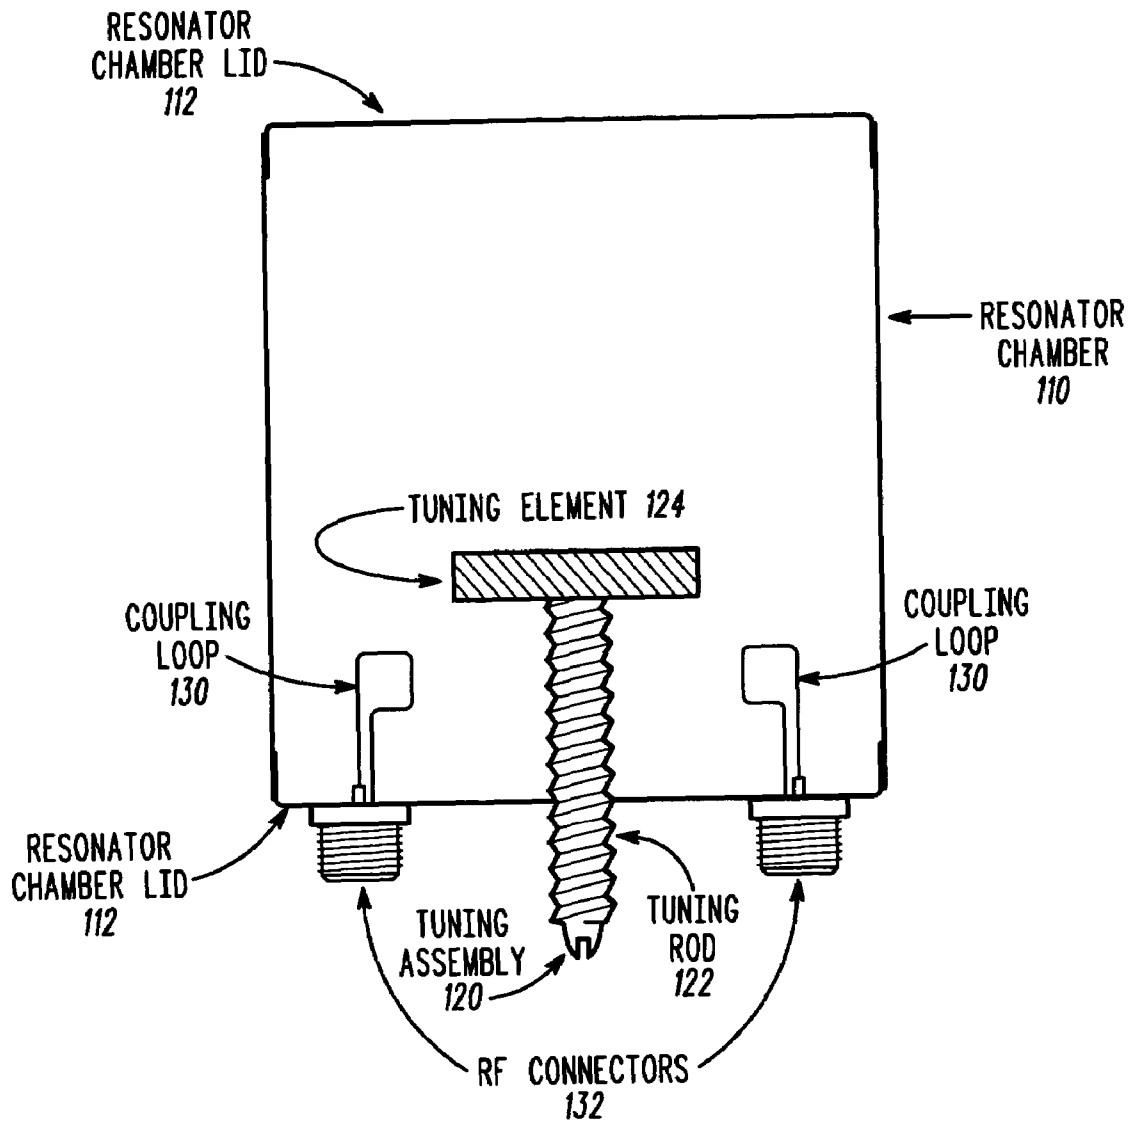 RESONATOR
CHAMBER LID
112
RESONATOR
CHAMBER
110
TUNING ELEMENT 124
COUPLING
LOOP
130
COUPLING
LOOP
130
RESONATOR
CHAMBER LID
112
TUNING
ASSEMBLY
120
TUNING
ROD
122
RF CONNECTORS
132